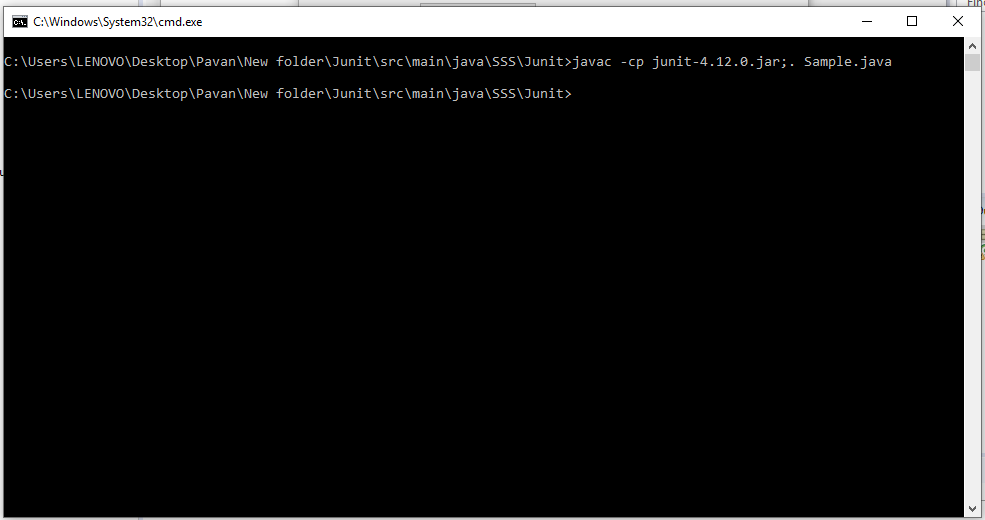 C:\Windows\System32\cmd.exe
C:\Users\LENOVO\Desktop\Pavan\New folder\Junit\src\main\java\SSS\Junit>javac -cp junit-4.12.0.jar;. Sample.java
C:\Users\LENOVO\Desktop\Pavan\New folder\Junit\src\main\java\SSS\Junit>